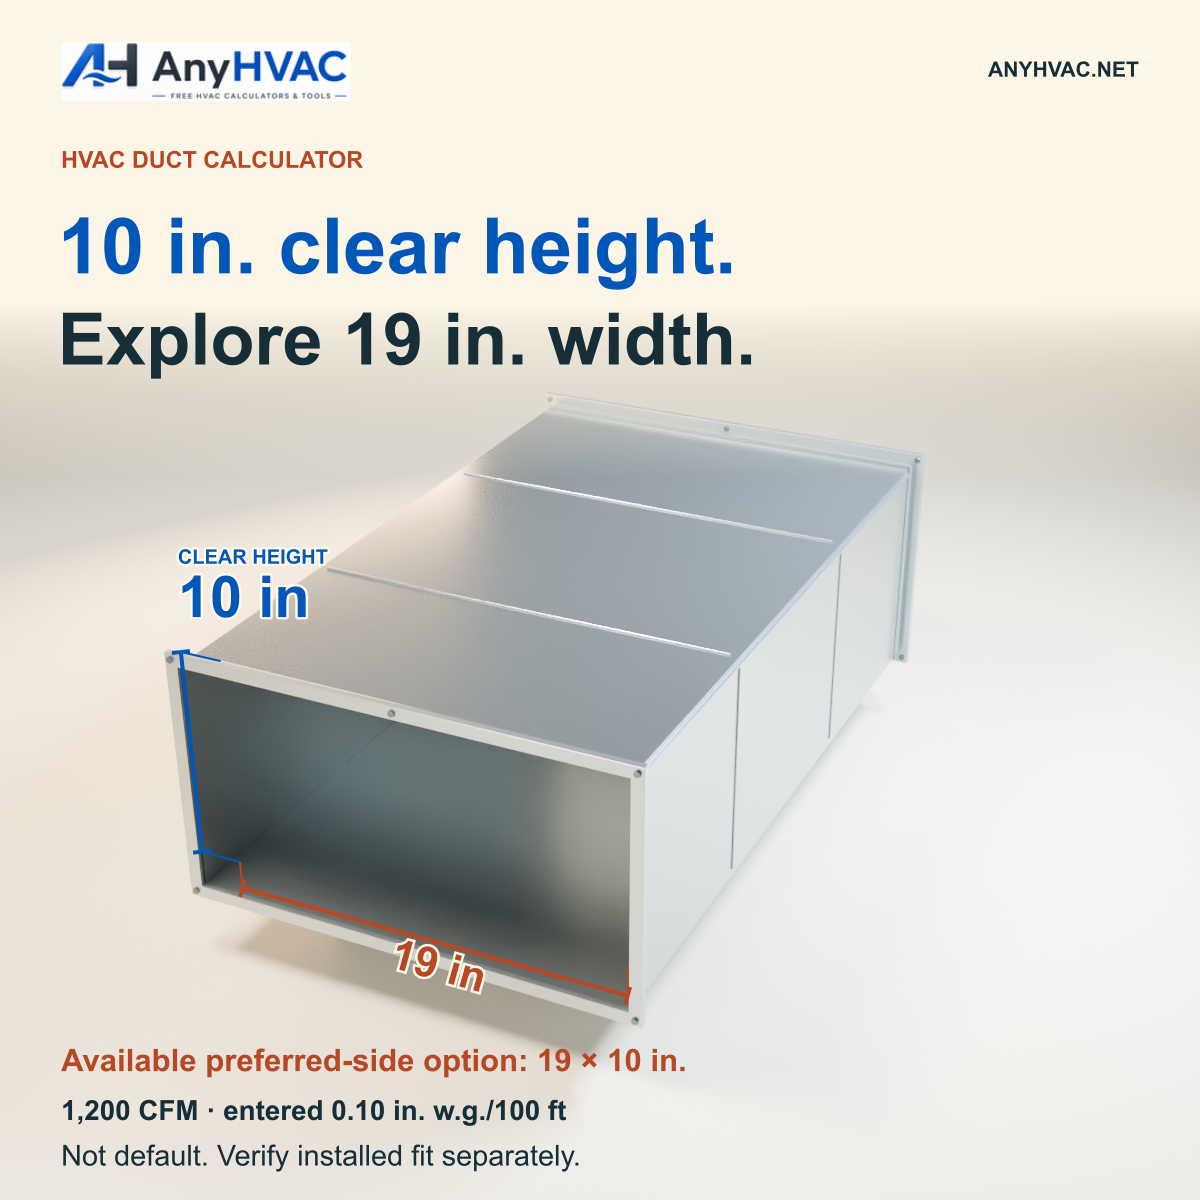 AH AnyHVAC
FREE HVAC CALCULATORS & TOOLS
ANYHVAC.NET
HVAC DUCT CALCULATOR
10 in. clear height.
Explore 19 in. width.
CLEAR HEIGHT
10 in
19 in
Available preferred-side option: 19 × 10 in.
1,200 CFM · entered 0.10 in. w.g./100 ft
Not default. Verify installed fit separately.